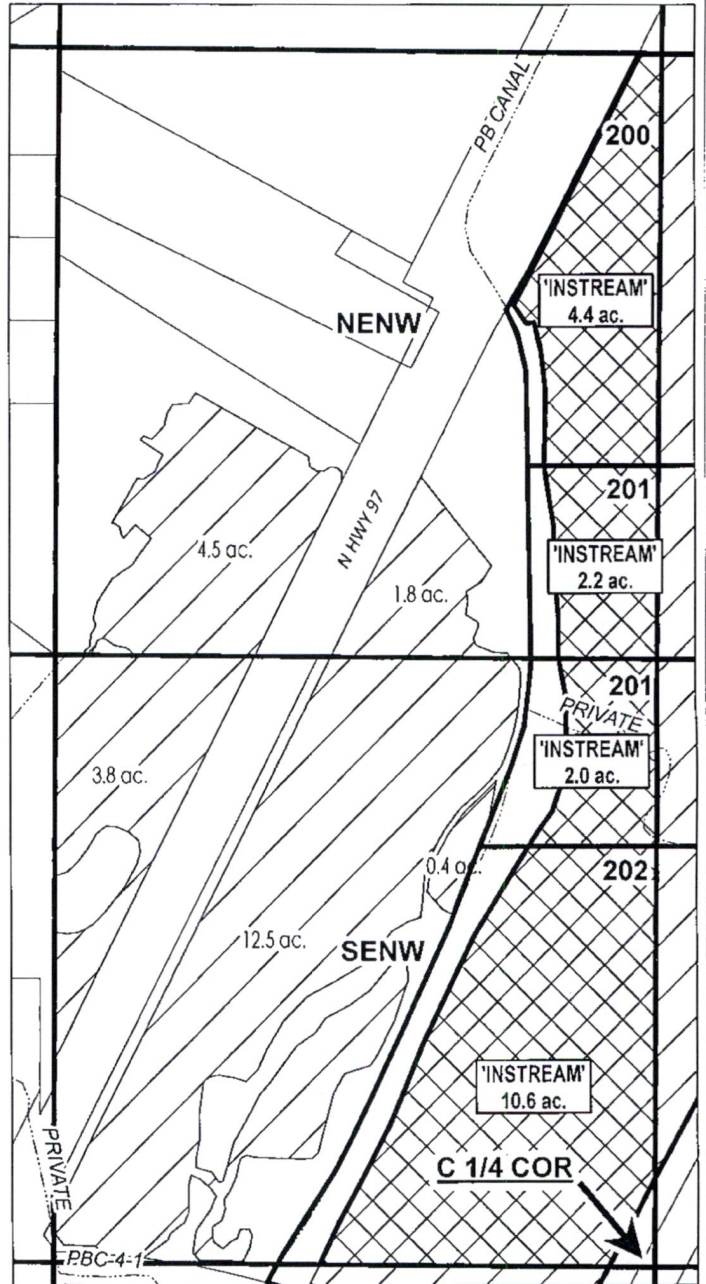 PB CANAL
200
'INSTREAM'
4.4 ac.
NENW
201
N HWY 97
4.5 ac.
'INSTREAM'
2.2 ac.
1.8 ac.
201
PRIVATE
'INSTREAM'
2.0 ac.
3.8 ac.
0.4 ac.
202
12.5 ac.
SENW
'INSTREAM'
10.6 ac.
C 1/4 COR
PRIVATE
PBC-4-1